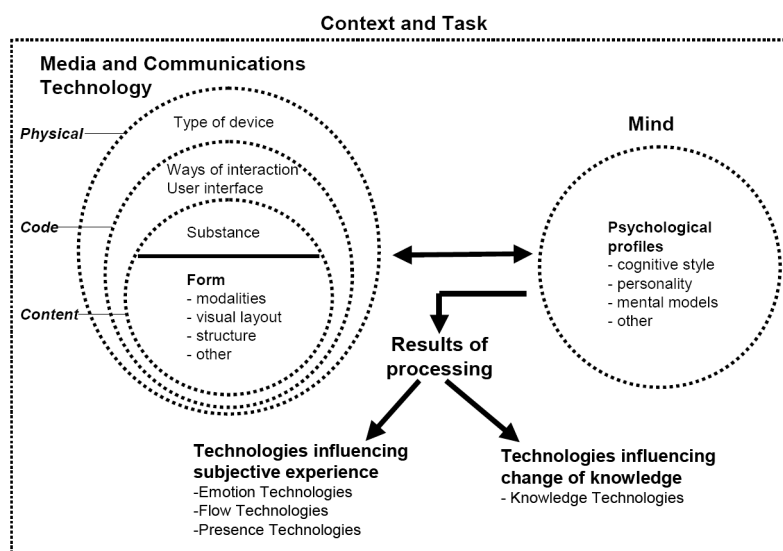 Context and Task
Media and Communications
Technology
Physical
Type of device
Ways of interaction
User interface
Code
Substance
Content
Form
- modalities
- visual layout
- structure
- other
Mind
Psychological
profiles
- cognitive style
- personality
- mental models
- other
Results of
processing
Technologies influencing
subjective experience
-Emotion Technologies
-Flow Technologies
-Presence Technologies
Technologies influencing
change of knowledge
- Knowledge Technologies